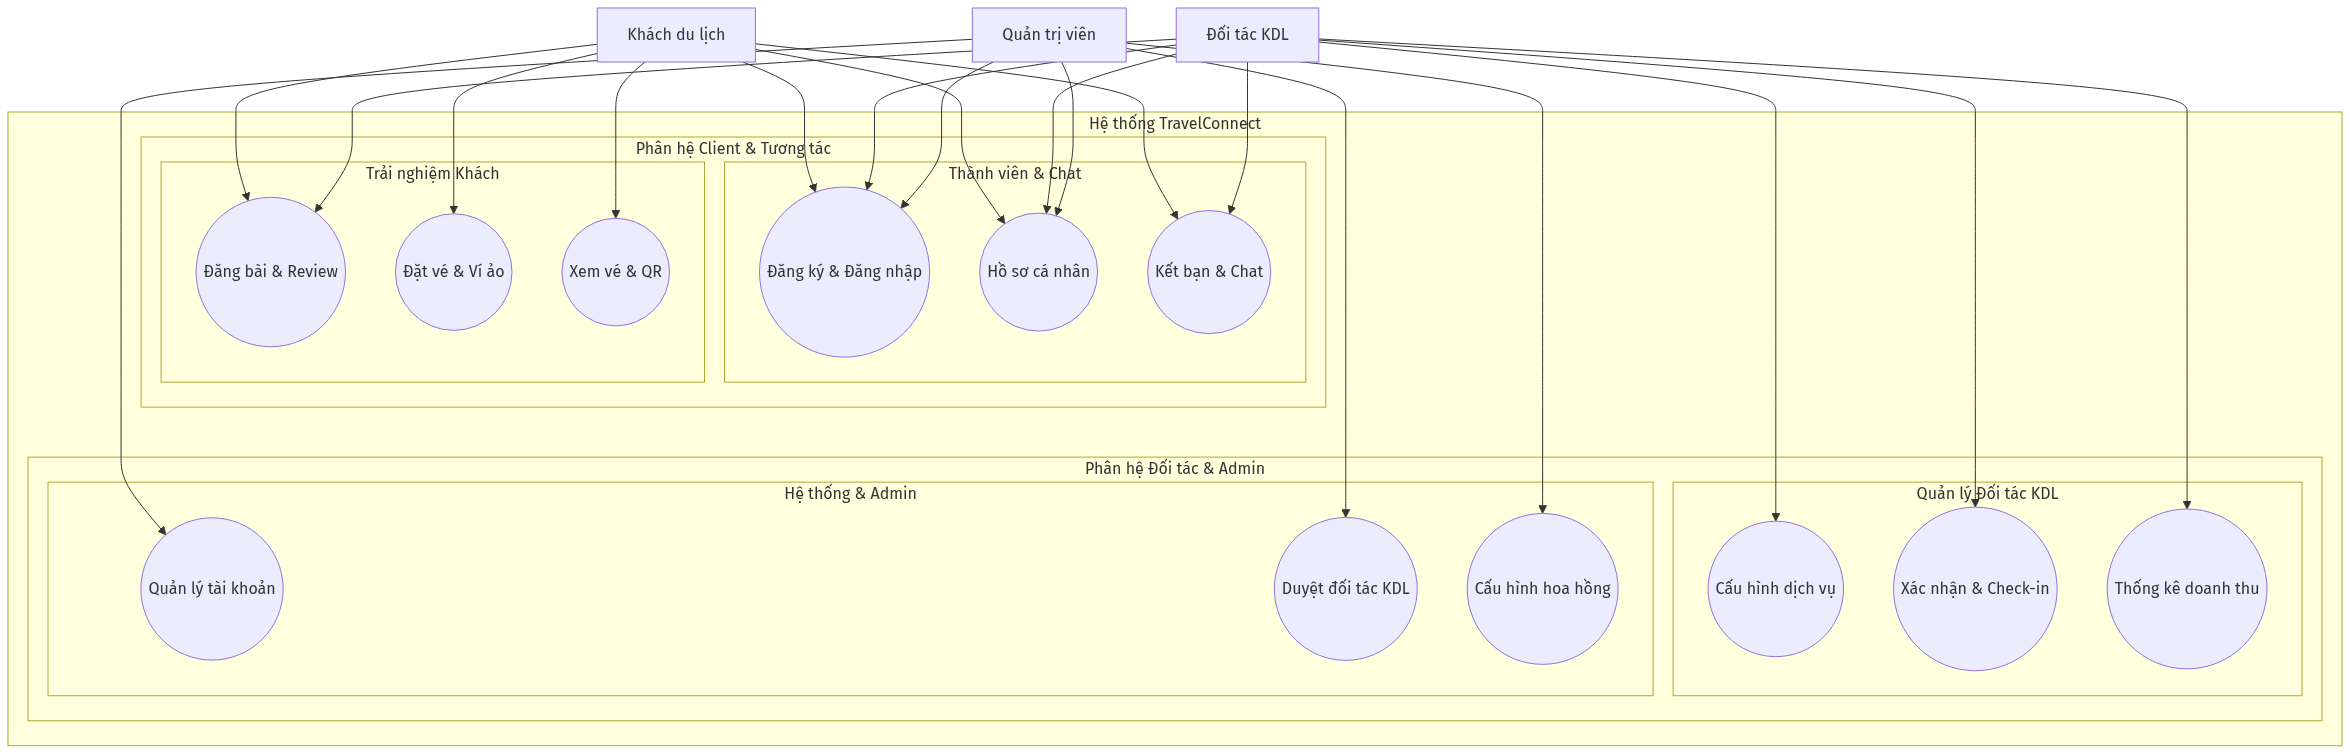 Khách du lịch
Quản trị viên
Đối tác KDL
Hệ thống TravelConnect
Phân hệ Client & Tương tác
Trải nghiệm Khách
Thành viên & Chat
Đăng bài & Review
Đặt vé & Ví ảo
Xem vé & QR
Đăng ký & Đăng nhập
Hồ sơ cá nhân
Kết bạn & Chat
Phân hệ Đối tác & Admin
Hệ thống & Admin
Quản lý Đối tác KDL
Quản lý tài khoản
Duyệt đối tác KDL
Cấu hình hoa hồng
Cấu hình dịch vụ
Xác nhận & Check-in
Thống kê doanh thu